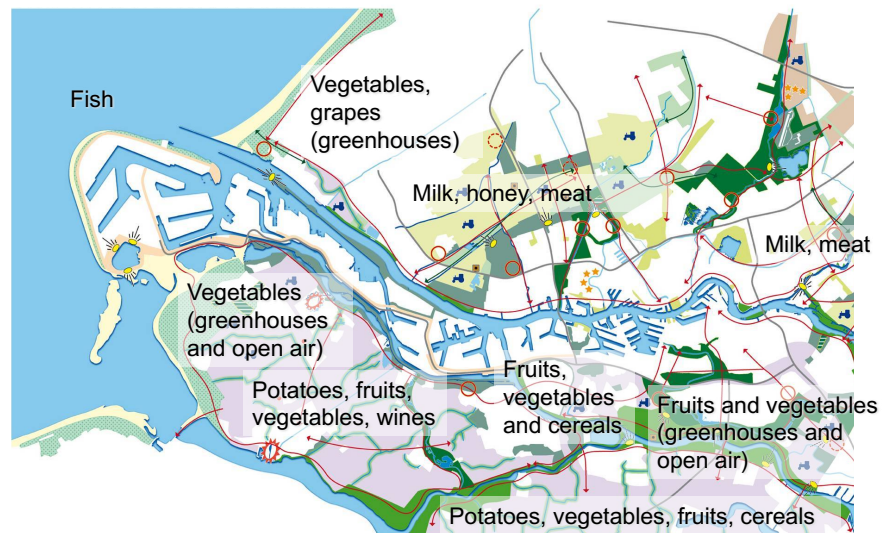 Fish
Vegetables,
grapes
(greenhouses)
Milk, honey, meat
Milk, meat
Vegetables
(greenhouses
and open air)
Potatoes, fruits,
vegetables, wines
Fruits,
vegetables
and cereals
Fruits and vegetables
(greenhouses and
open air)
Potatoes, vegetables, fruits, cereals